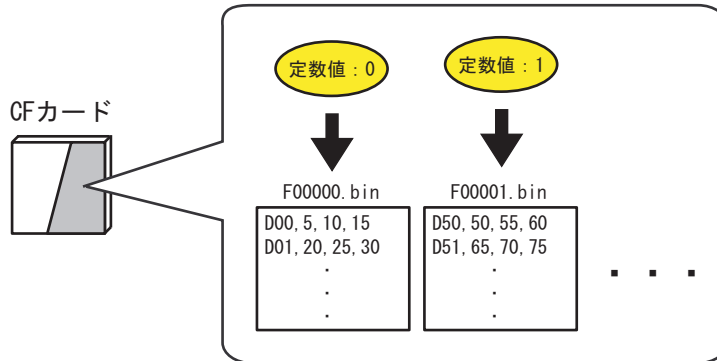 定数値：0
定数値：1
CFカード
F00000.bin
F00001.bin
D00, 5, 10, 15
D01, 20, 25, 30
D50, 50, 55, 60
D51, 65, 70, 75